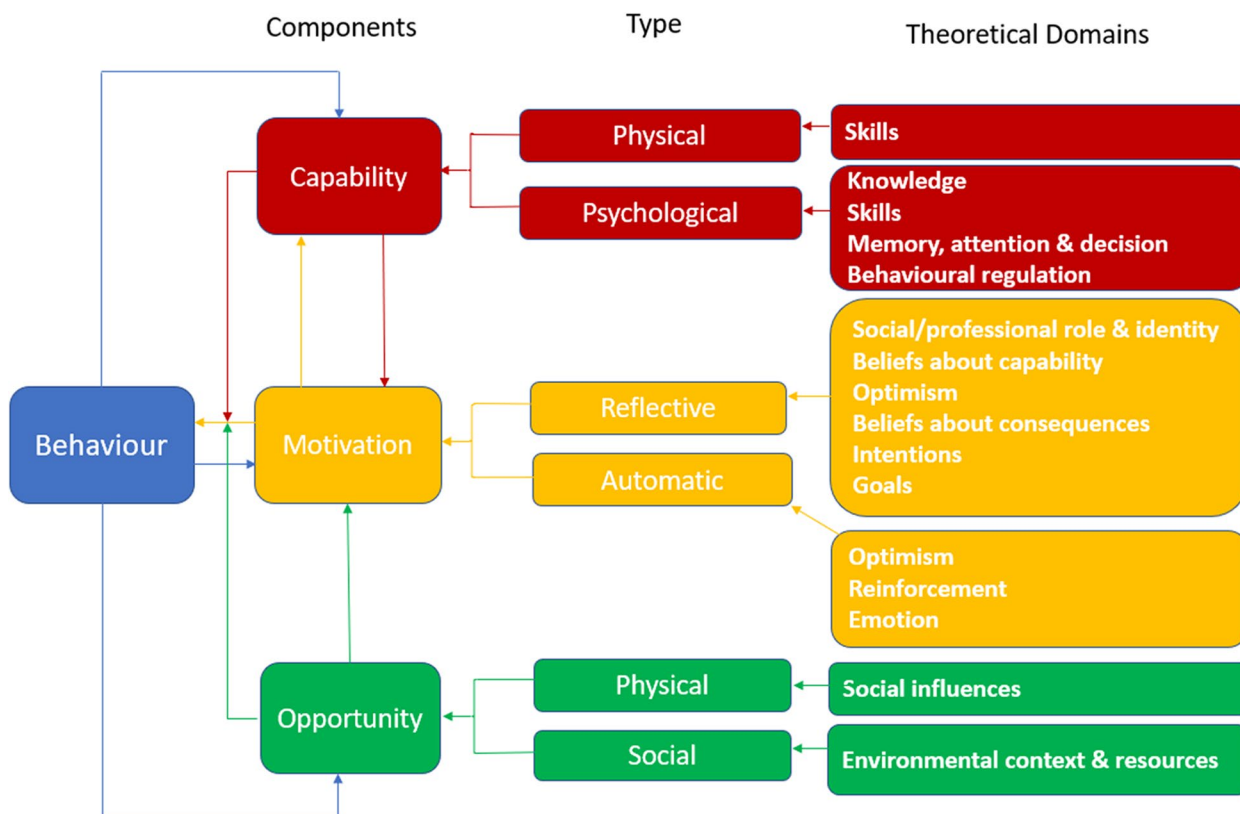 Components
Type
Theoretical Domains
Capability
Physical
Skills
Psychological
Knowledge
Skills
Memory, attention & decision
Behavioural regulation
Behaviour
Motivation
Reflective
Social/professional role & identity
Beliefs about capability
Optimism
Beliefs about consequences
Intentions
Goals
Automatic
Optimism
Reinforcement
Emotion
Opportunity
Physical
Social influences
Social
Environmental context & resources